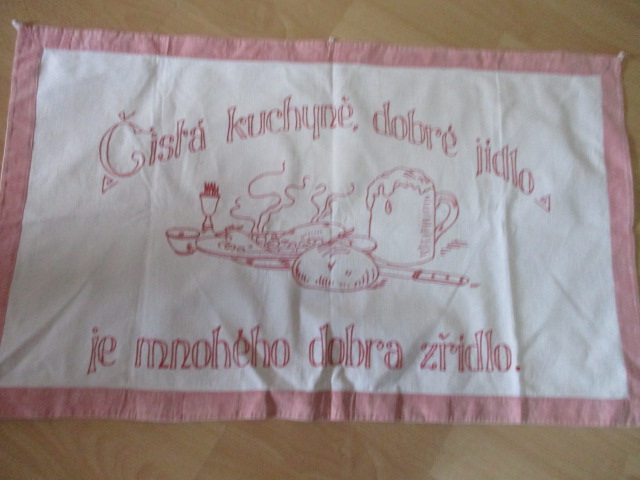 Čistá kuchyně, dobré jídlo
je mnohého dobra zřídlo.